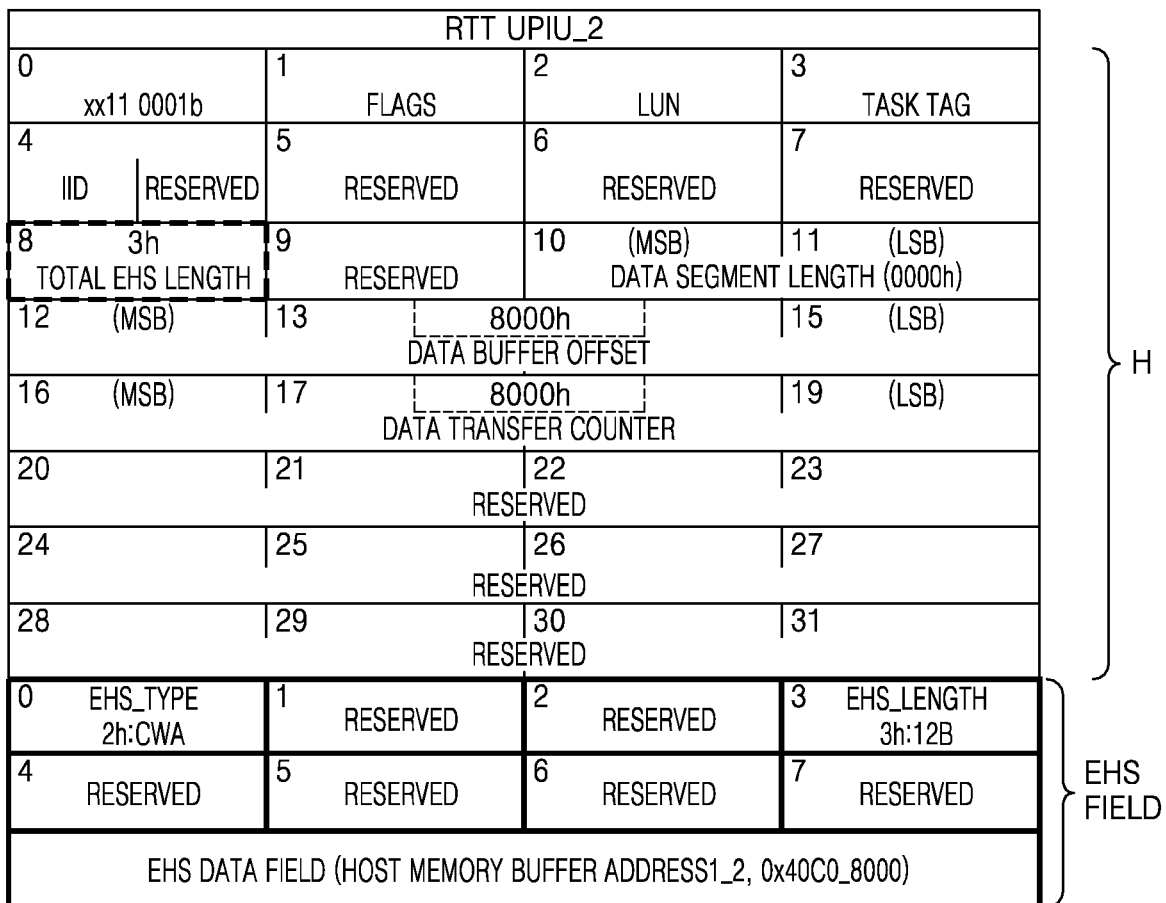 RTT UPIU_2
0 1 2 3
xx11 0001b FLAGS LUN TASK TAG
4 5 6 7
IID RESERVED RESERVED RESERVED RESERVED
8 3h 9 10 (MSB) 11 (LSB)
TOTAL EHS LENGTH RESERVED DATA SEGMENT LENGTH (0000h)
12 (MSB) 13 8000h 15 (LSB)
DATA BUFFER OFFSET
H
16 (MSB) 17 8000h 19 (LSB)
DATA TRANSFER COUNTER
20 21 22 23
RESERVED
24 25 26 27
RESERVED
28 29 30 31
RESERVED
0 EHS_TYPE 1 2 3 EHS_LENGTH
2h:CWA RESERVED RESERVED 3h:12B
4 5 6 7
RESERVED RESERVED RESERVED RESERVED
EHS
FIELD
EHS DATA FIELD (HOST MEMORY BUFFER ADDRESS1_2, 0x40C0_8000)